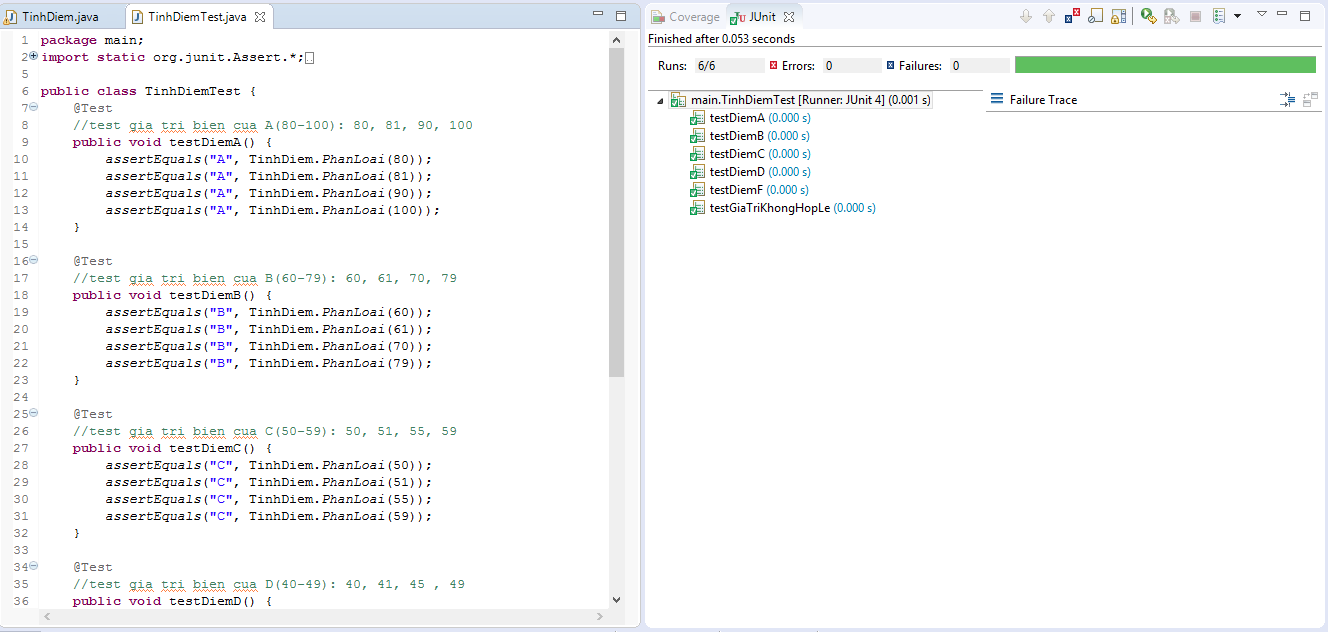 TinhDiem.java
TinhDiemTest.java
1 package main;
2 import static org.junit.Assert.*;
5
6 public class TinhDiemTest {
7 @Test
8 //test gia tri bien cua A(80-100): 80, 81, 90, 100
9 public void testDiemA() {
10 assertEquals("A", TinhDiem.PhanLoai(80));
11 assertEquals("A", TinhDiem.PhanLoai(81));
12 assertEquals("A", TinhDiem.PhanLoai(90));
13 assertEquals("A", TinhDiem.PhanLoai(100));
14 }
15
16 @Test
17 //test gia tri bien cua B(60-79): 60, 61, 70, 79
18 public void testDiemB() {
19 assertEquals("B", TinhDiem.PhanLoai(60));
20 assertEquals("B", TinhDiem.PhanLoai(61));
21 assertEquals("B", TinhDiem.PhanLoai(70));
22 assertEquals("B", TinhDiem.PhanLoai(79));
23 }
24
25 @Test
26 //test gia tri bien cua C(50-59): 50, 51, 55, 59
27 public void testDiemC() {
28 assertEquals("C", TinhDiem.PhanLoai(50));
29 assertEquals("C", TinhDiem.PhanLoai(51));
30 assertEquals("C", TinhDiem.PhanLoai(55));
31 assertEquals("C", TinhDiem.PhanLoai(59));
32 }
33
34 @Test
35 //test gia tri bien cua D(40-49): 40, 41, 45 , 49
36 public void testDiemD() {
Coverage
JUnit
Finished after 0.053 seconds
Runs: 6/6 Errors: 0 Failures: 0
main.TinhDiemTest [Runner: JUnit 4] (0.001 s)
testDiemA (0.000 s)
testDiemB (0.000 s)
testDiemC (0.000 s)
testDiemD (0.000 s)
testDiemF (0.000 s)
testGiaTriKhongHopLe (0.000 s)
Failure Trace